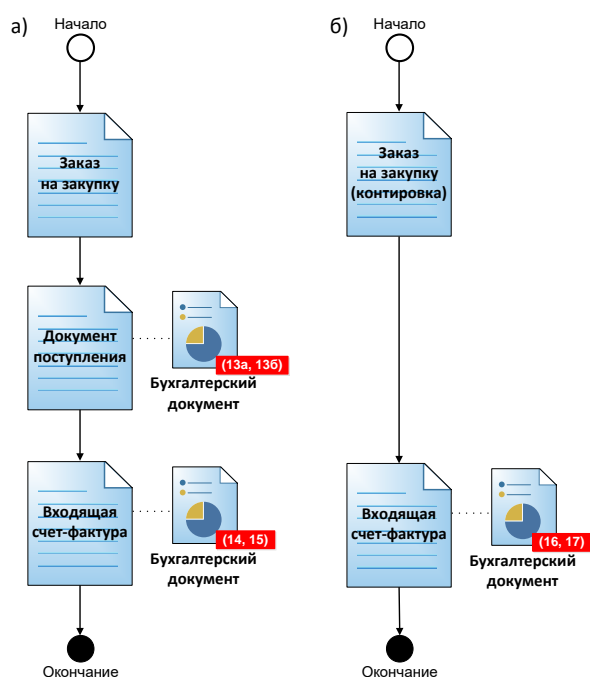 а)
Начало
Заказ
на закупку
Документ
поступления
(13а, 13б)
Бухгалтерский
документ
Входящая
счет-фактура
(14, 15)
Бухгалтерский
документ
Окончание
б)
Начало
Заказ
на закупку
(контировка)
Входящая
счет-фактура
(16, 17)
Бухгалтерский
документ
Окончание